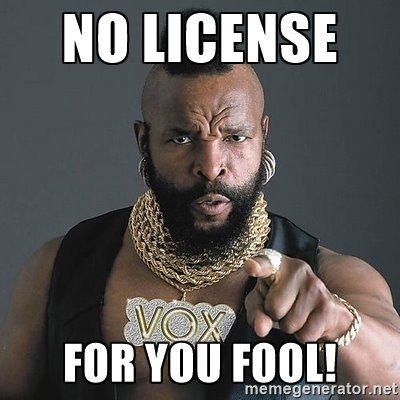 NO LICENSE
VOX
FOR YOU FOOL!
memegenerator.net